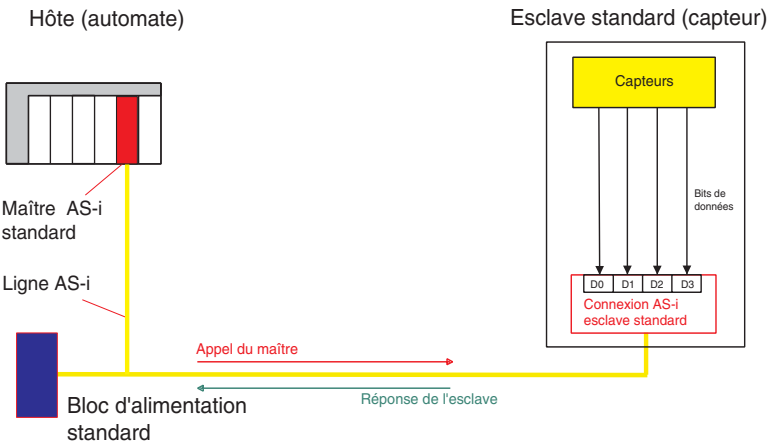 Hôte (automate)
Esclave standard (capteur)
Capteurs
Bits de
données
Maître AS-i
standard
Ligne AS-i
D0 D1 D2 D3
Connexion AS-i
esclave standard
Appel du maître
Réponse de l'esclave
Bloc d'alimentation
standard